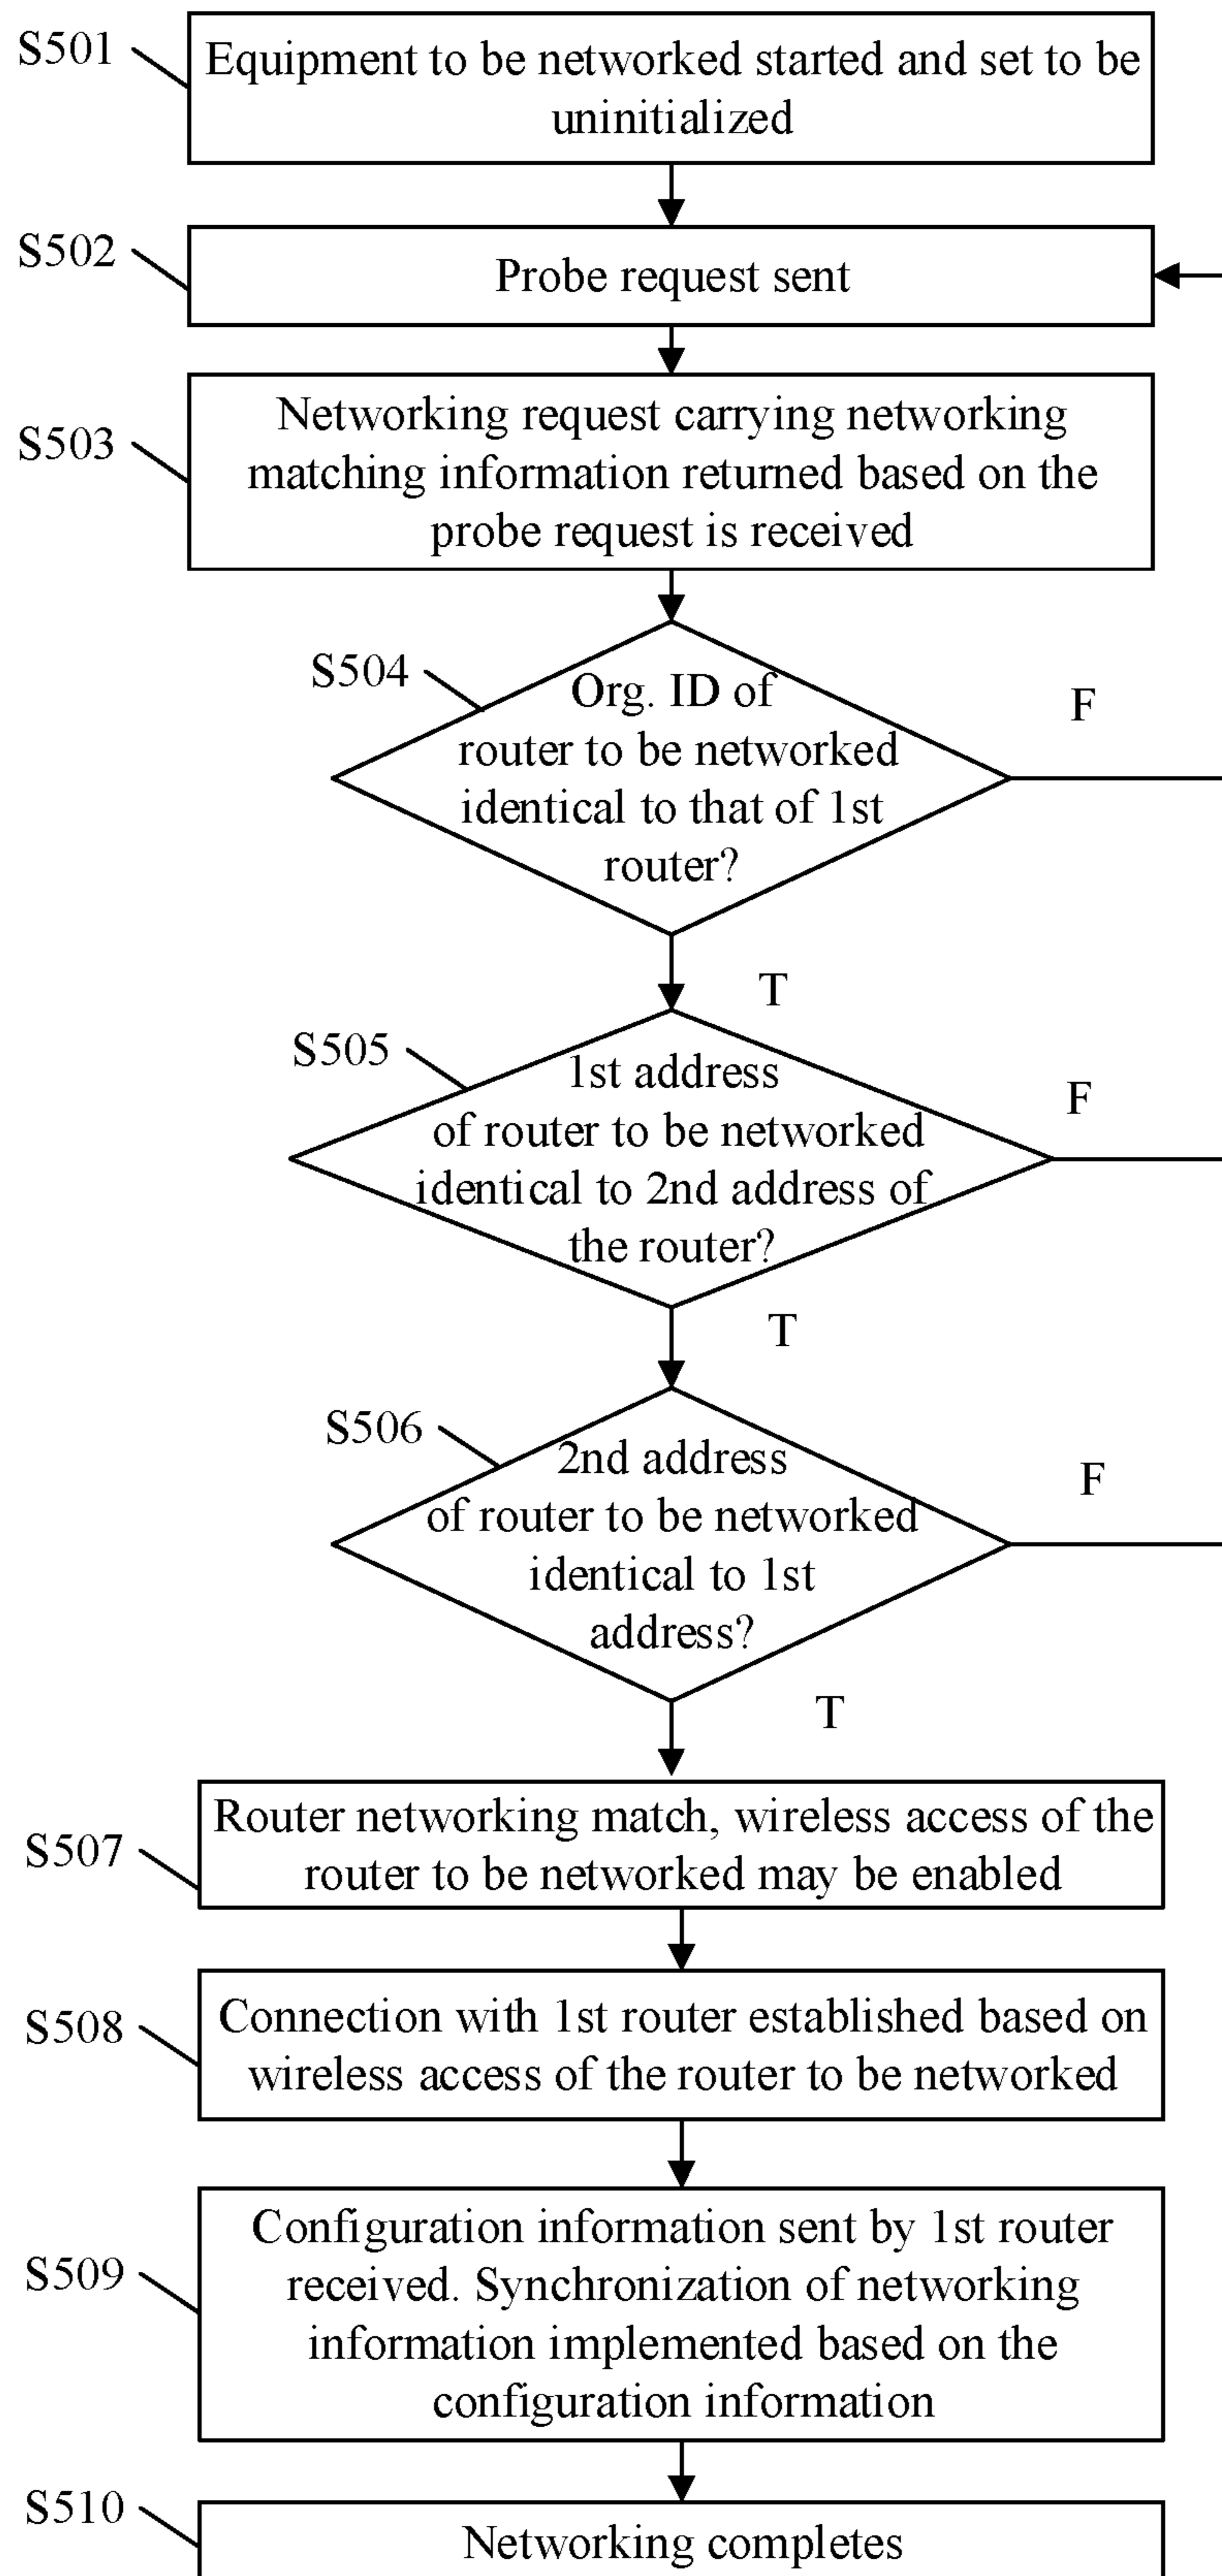 S501
Equipment to be networked started and set to be
uninitialized
S502
Probe request sent
S503
Networking request carrying networking
matching information returned based on the
probe request is received
S504
Org. ID of
router to be networked
identical to that of 1st
router?
F
T
S505
1st address
of router to be networked
identical to 2nd address of
the router?
F
T
S506
2nd address
of router to be networked
identical to 1st
address?
F
T
S507
Router networking match, wireless access of the
router to be networked may be enabled
S508
Connection with 1st router established based on
wireless access of the router to be networked
S509
Configuration information sent by 1st router
received. Synchronization of networking
information implemented based on the
configuration information
S510
Networking completes